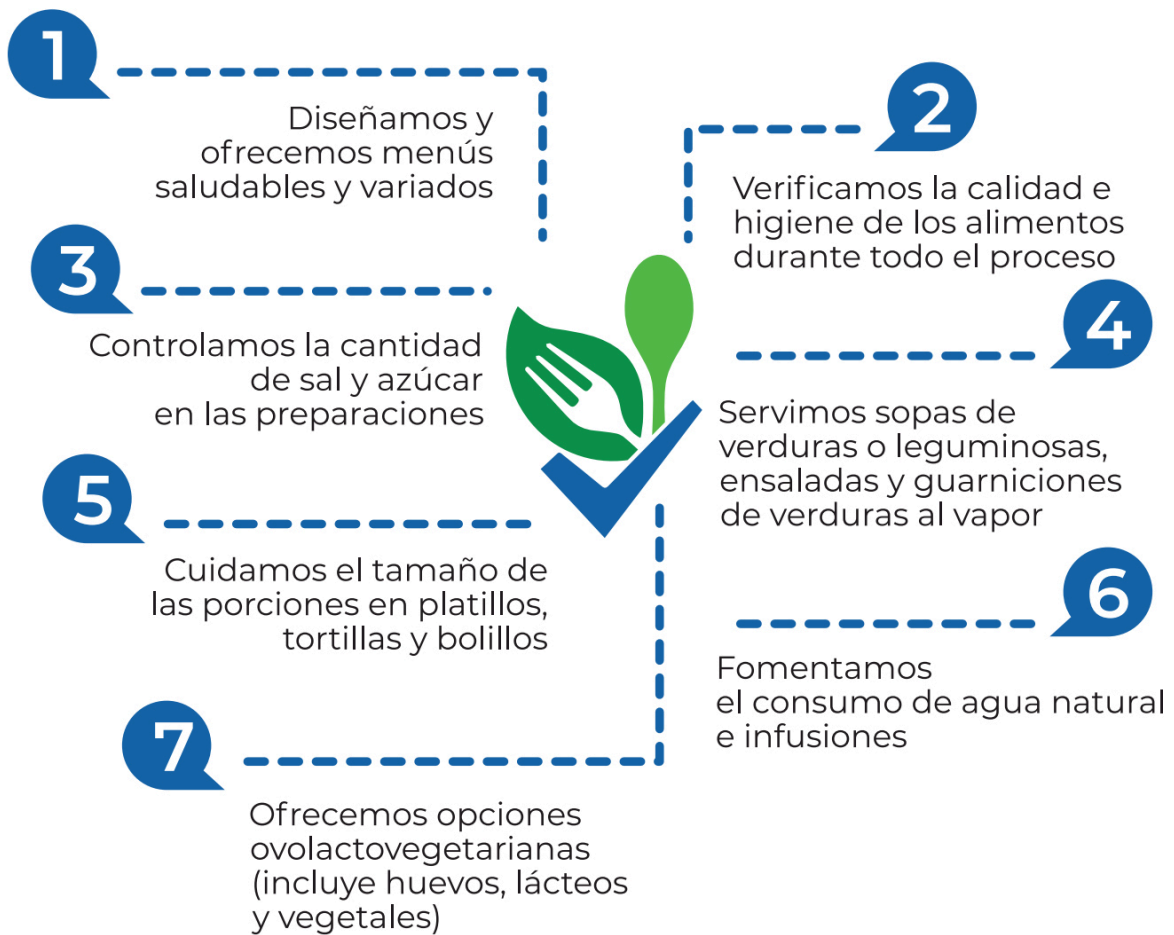 1
Diseñamos y
ofrecemos menús
saludables y variados
2
Verificamos la calidad e
higiene de los alimentos
durante todo el proceso
3
Controlamos la cantidad
de sal y azúcar
en las preparaciones
4
Servimos sopas de
verduras o leguminosas,
ensaladas y guarniciones
de verduras al vapor
5
Cuidamos el tamaño de
las porciones en platillos,
tortillas y bolillos
6
Fomentamos
el consumo de agua natural
e infusiones
7
Ofrecemos opciones
ovolactovegetarianas
(incluye huevos, lácteos
y vegetales)